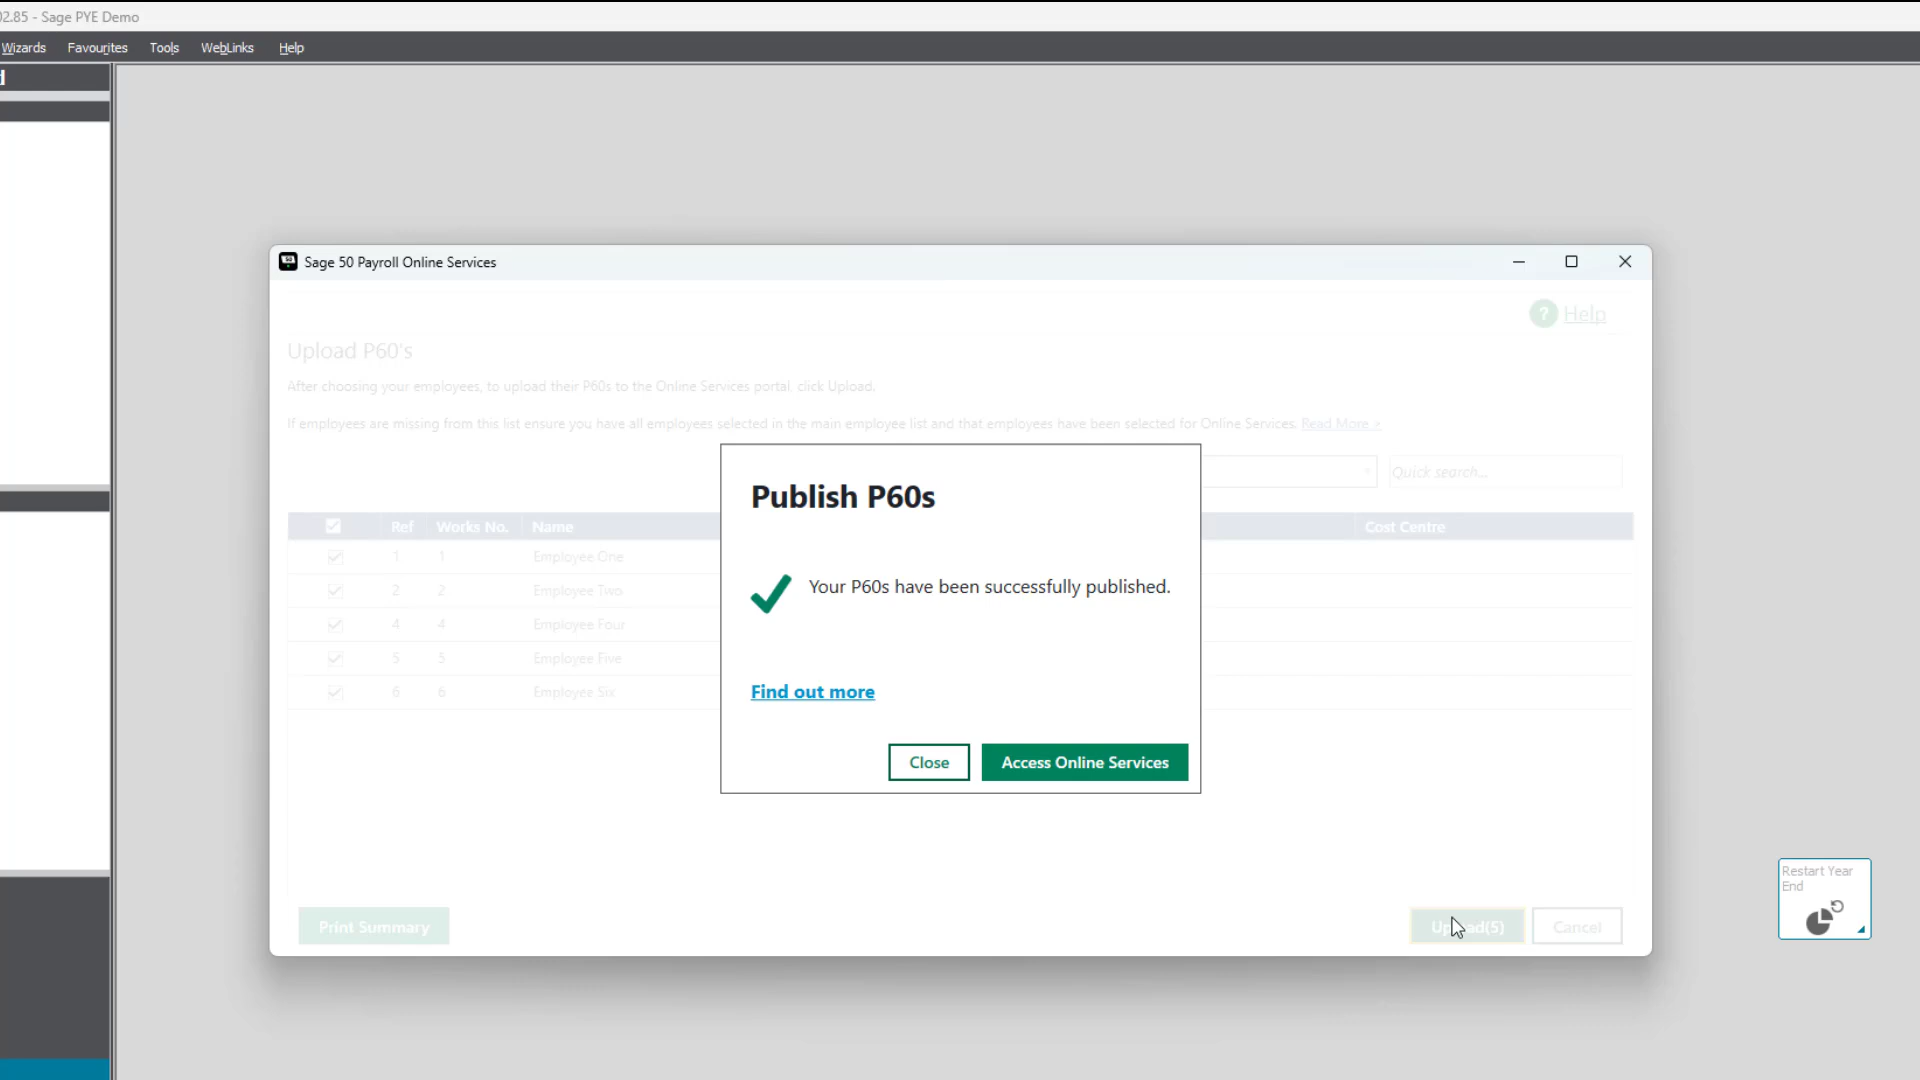 02.85 - Sage PYE Demo
Wizards Favourites Tools WebLinks Help
d
Sage 50 Payroll Online Services
? Help
Upload P60's
After choosing your employees, to upload their P60s to the Online Services portal, click Upload.
If employees are missing from this list ensure you have all employees selected in the main employee list and that employees have been selected for Online Services. Read More >
Quick search...
Publish P60s
Ref Works No. Name Cost Centre
1 1 Employee One
2 2 Employee Two
4 4 Employee Four
5 5 Employee Five
6 6 Employee Six
Your P60s have been successfully published.
Find out more
Close Access Online Services
Restart Year
End
Print Summary Upload(5) Cancel